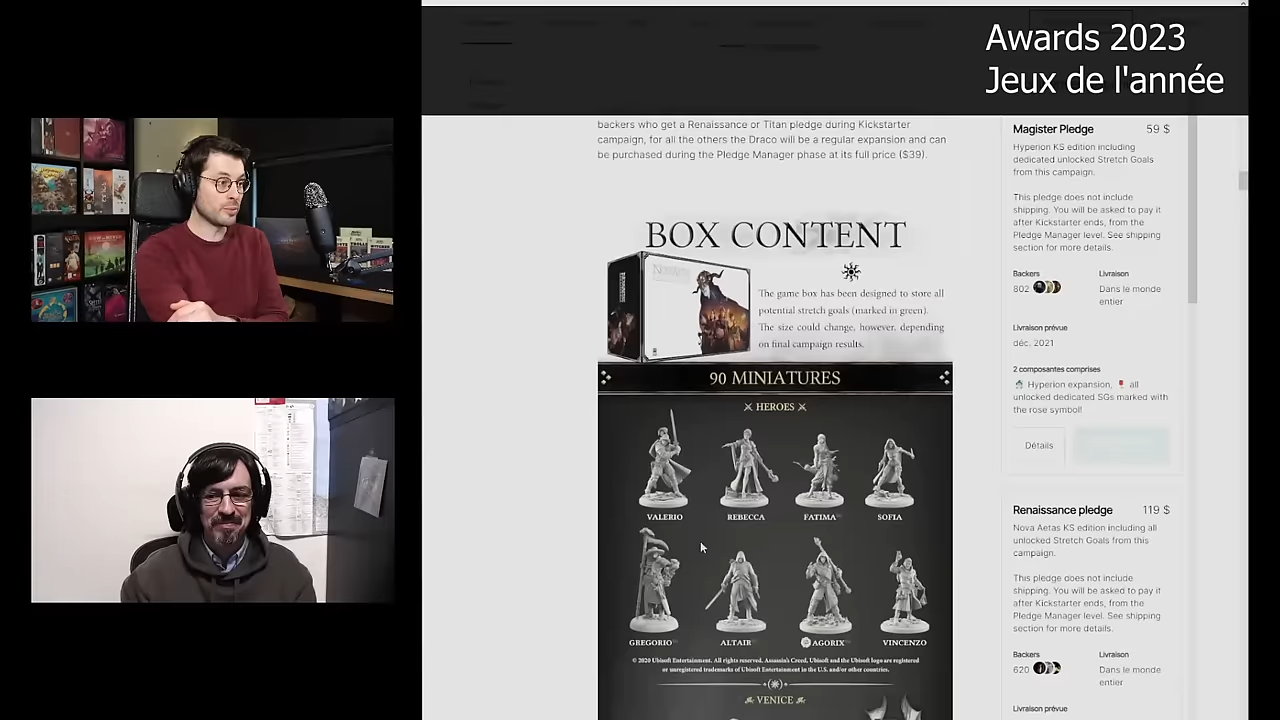 Awards 2023
Jeux de l'année
backers who get a Renaissance or Titan pledge during Kickstarter
campaign, for all the others the Draco will be a regular expansion and can
be purchased during the Pledge Manager phase at its full price ($39).
BOX CONTENT
The game box has been designed to store all
potential stretch goals (marked in green).
The size could change, however, depending
on final campaign results.
90 MINIATURES
HEROES
VALERIO REBECCA FATIMA SOFIA
GREGORIO ALTAIR AGORIX VINCENZO
© 2020 Ubisoft Entertainment. All rights reserved. Assassin's Creed, Ubisoft and the Ubisoft logo are registered
or unregistered trademarks of Ubisoft Entertainment in the U.S. and/or other countries.
VENICE
Magister Pledge 59 $
Hyperion KS edition including
dedicated unlocked Stretch Goals
from this campaign.
This pledge does not include
shipping. You will be asked to pay it
after Kickstarter ends, from the
Pledge Manager level. See shipping
section for more details.
Backers Livraison
802 Dans le monde
entier
Livraison prévue
déc. 2021
2 composantes comprises
Hyperion expansion, all
unlocked dedicated SGs marked with
the rose symbol!
Détails
Renaissance pledge 119 $
Nova Aetas KS edition including all
unlocked Stretch Goals from this
campaign.
This pledge does not include
shipping. You will be asked to pay it
after Kickstarter ends, from the
Pledge Manager level. See shipping
section for more details.
Backers Livraison
620 Dans le monde
entier
Livraison prévue